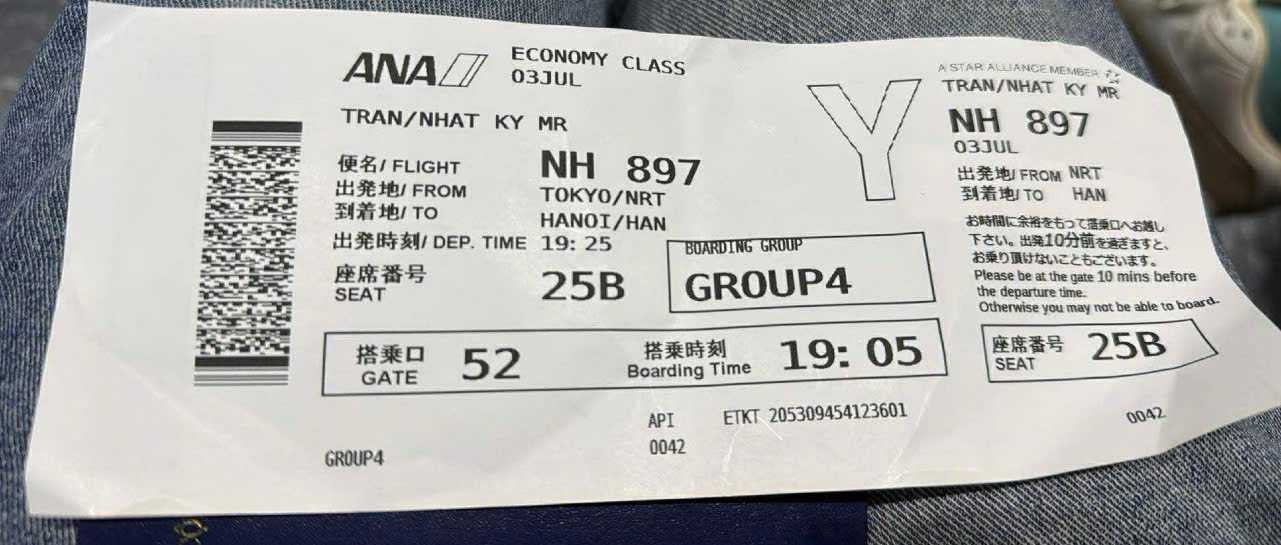 ANA
ECONOMY CLASS
03JUL
TRAN/NHAT KY MR
便名/ FLIGHT NH 897
出発地/ FROM TOKYO/NRT
到着地/ TO HANOI/HAN
出発時刻/ DEP. TIME 19: 25
座席番号
SEAT 25B
BOARDING GROUP
GROUP4
搭乗口
GATE 52
搭乗時刻
Boarding Time 19: 05
API ETKT 205309454123601
0042
GROUP4
Y
A STAR ALLIANCE MEMBER
TRAN/NHAT KY MR
NH 897
03JUL
出発地/ FROM NRT
到着地/ TO HAN
お時間に余裕をもって搭乗口へお越し
下さい。出発10分前を過ぎますと、
お乗り頂けないこともございます。
Please be at the gate 10 mins before
the departure time.
Otherwise you may not be able to board.
座席番号
SEAT 25B
0042